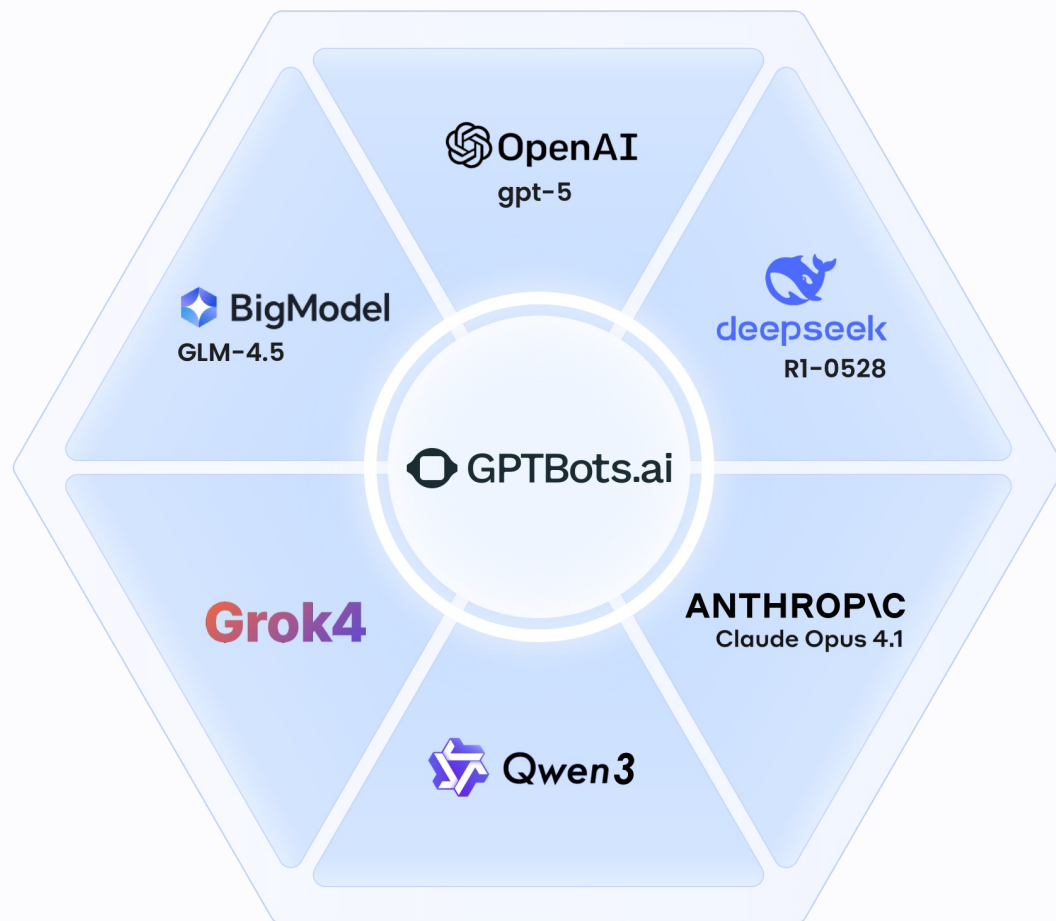 OpenAI
gpt-5
BigModel
GLM-4.5
deepseek
R1-0528
GPTBots.ai
Grok4
ANTHROP\C
Claude Opus 4.1
Qwen3